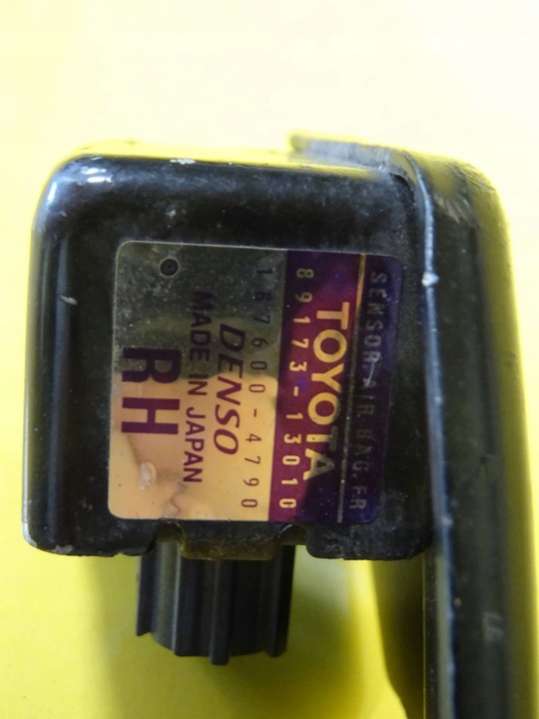 SENSOR, AIR BAG, FR
TOYOTA
89173-13010
187600-4790
DENSO
MADE IN JAPAN
RH